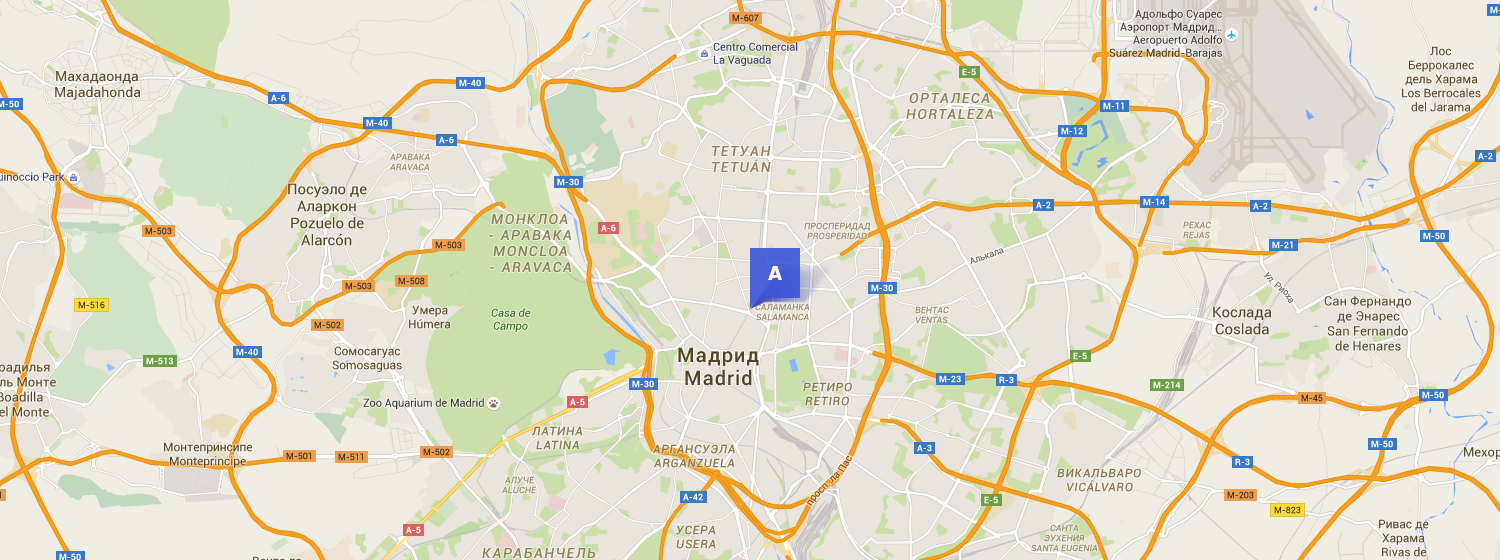 M-607
Адольфо Суарес
Аэропорт Мадрид...
Aeropuerto Adolfo
Suárez Madrid-Barajas
Centro Comercial
La Vaguada
Лос
Беррокалес
дель Харама
Los Berrocales
del Jarama
Махадаонда
Majadahonda
M-40
E-5
A-6
M-50
ОРТАЛЕСА
HORTALEZA
M-11
M-40
M-12
A-6
ТЕТУАН
TETUÁN
АРАВАКА
ARAVACA
A-2
uinoccio Park
M-30
Посуэло де
Аларкон
Pozuelo de
Alarcón
A-2
M-14
A-2
МОНКЛОА
- АРАВАКА
MONCLOA
- ARAVACA
A-6
ПРОСПЕРИДАД
PROSPERIDAD
РЕХАС
REJAS
M-503
M-503
M-50
M-21
Алькала
A
M-503
M-508
M-30
ул. Риоха
M-516
САЛАМАНКА
SALAMANCA
Умера
Húmera
Casa de
Campo
ВЕНТАС
VENTAS
Кослада
Coslada
Сан Фернандо
де Энарес
San Fernando
de Henares
M-502
M-40
Сомосагуас
Somosaguas
M-513
Мадрид
Madrid
E-5
оадилья
ль Монте
Boadilla
el Monte
M-30
M-23
R-3
M-214
РЕТИРО
RETIRO
Zoo Aquarium de Madrid
A-5
M-45
M-50
ЛАТИНА
LATINA
Монтепринсипе
Monteprincipe
M-501
M-511
M-502
АРГАНСУЭЛА
ARGANZUELA
A-3
M-50
R-3
Мехор
просп. ла Пас
ВИКАЛЬВАРО
VICÁLVARO
АЛУЧЕ
ALUCHE
A-42
E-5
M-203
M-823
A-5
УСЕРА
USERA
САНТА
ЭУХЕНИЯ
SANTA EUGENIA
Ривас де
Харама
Rivas de
M-50
КАРАБАНЧЕЛЬ